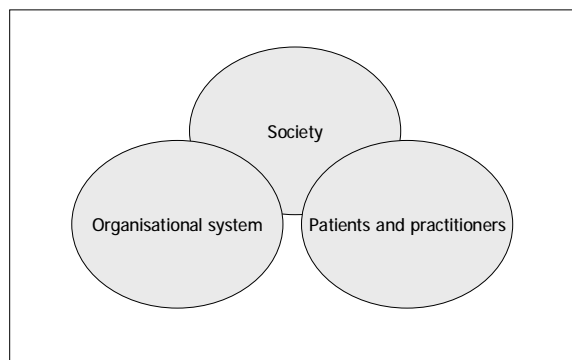 Society
Organisational system
Patients and practitioners